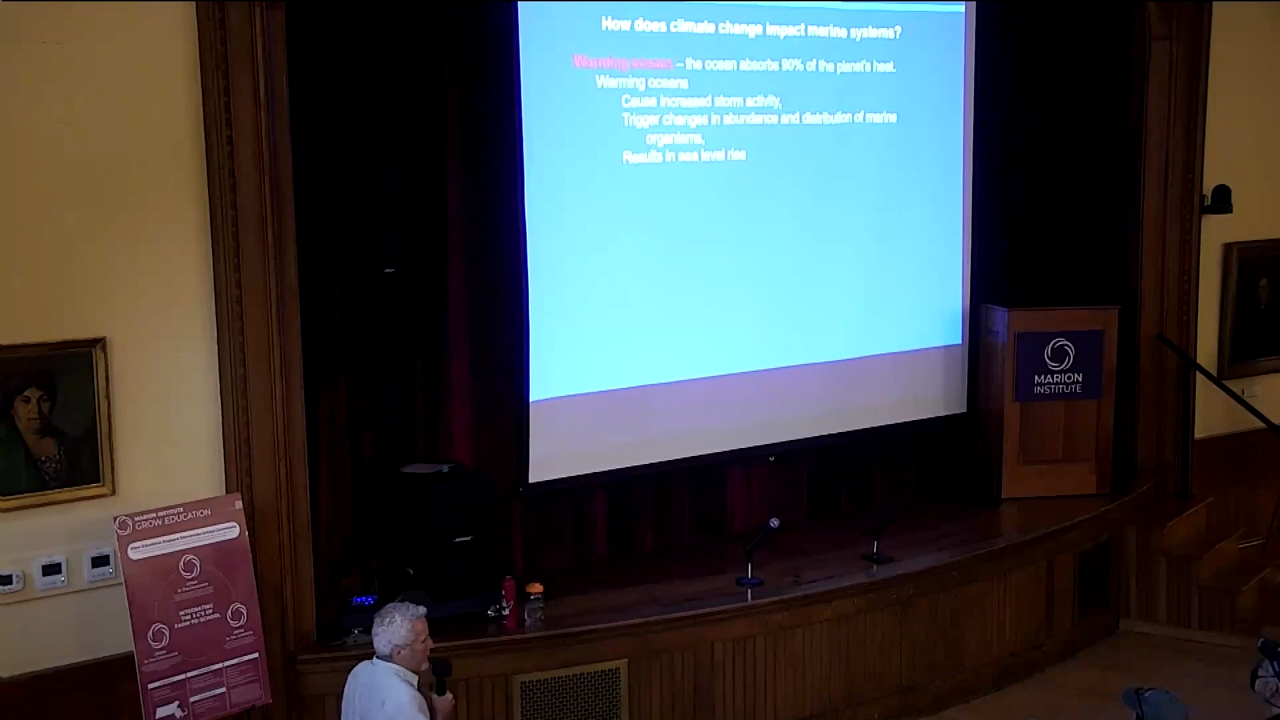 How does climate change impact marine systems?
Warming ocean – the ocean absorbs 90% of the planet's heat.
Warming oceans
Cause increased storm activity,
Trigger changes in abundance and distribution of marine
organisms,
Results in sea level rise
MARION
INSTITUTE
MARION INSTITUTE
GROW EDUCATION
INTEGRATING
THE 3 C'S OF
FARM TO SCHOOL